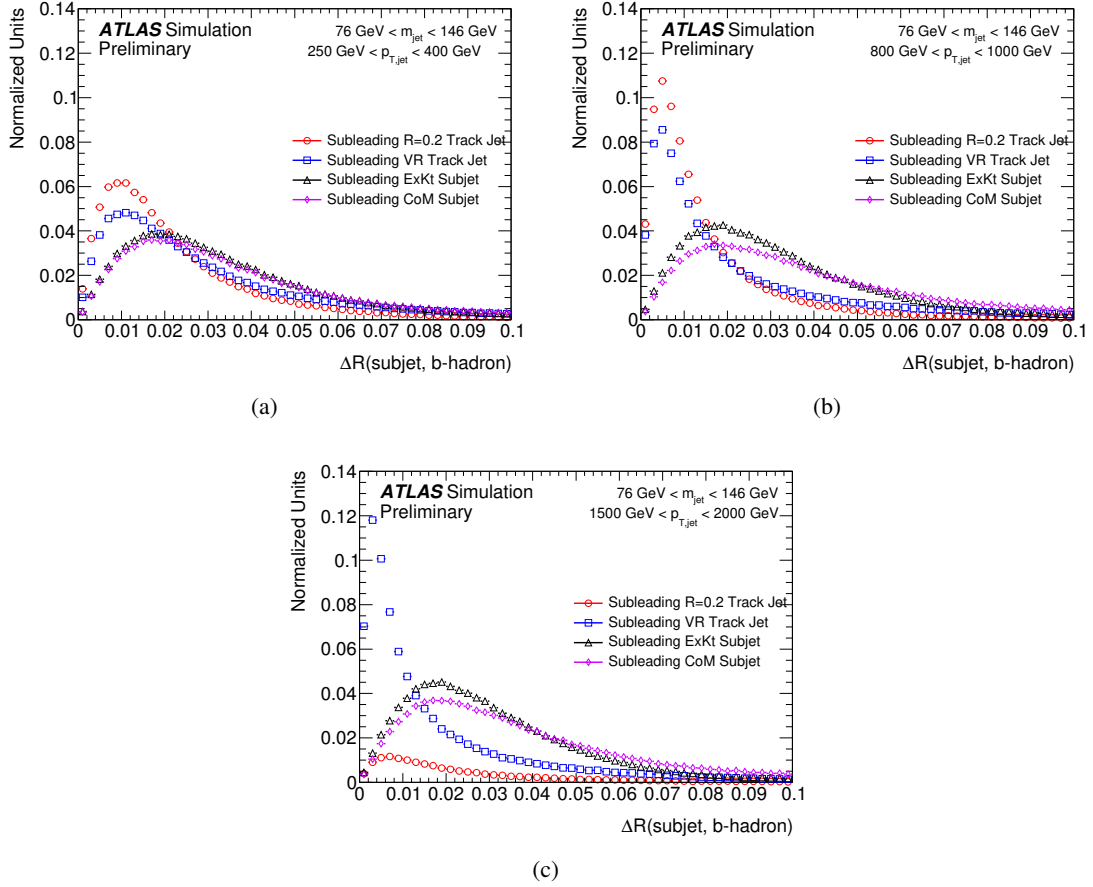 ATLAS Simulation
Preliminary
76 GeV < m_jet < 146 GeV
250 GeV < p_T,jet < 400 GeV
Normalized Units
0.14
0.12
0.1
0.08
0.06
0.04
0.02
0
Subleading R=0.2 Track Jet
Subleading VR Track Jet
Subleading ExKt Subjet
Subleading CoM Subjet
0 0.01 0.02 0.03 0.04 0.05 0.06 0.07 0.08 0.09 0.1
ΔR(subjet, b-hadron)
(a)
ATLAS Simulation
Preliminary
76 GeV < m_jet < 146 GeV
800 GeV < p_T,jet < 1000 GeV
Normalized Units
0.14
0.12
0.1
0.08
0.06
0.04
0.02
0
Subleading R=0.2 Track Jet
Subleading VR Track Jet
Subleading ExKt Subjet
Subleading CoM Subjet
0 0.01 0.02 0.03 0.04 0.05 0.06 0.07 0.08 0.09 0.1
ΔR(subjet, b-hadron)
(b)
ATLAS Simulation
Preliminary
76 GeV < m_jet < 146 GeV
1500 GeV < p_T,jet < 2000 GeV
Normalized Units
0.14
0.12
0.1
0.08
0.06
0.04
0.02
0
Subleading R=0.2 Track Jet
Subleading VR Track Jet
Subleading ExKt Subjet
Subleading CoM Subjet
0 0.01 0.02 0.03 0.04 0.05 0.06 0.07 0.08 0.09 0.1
ΔR(subjet, b-hadron)
(c)